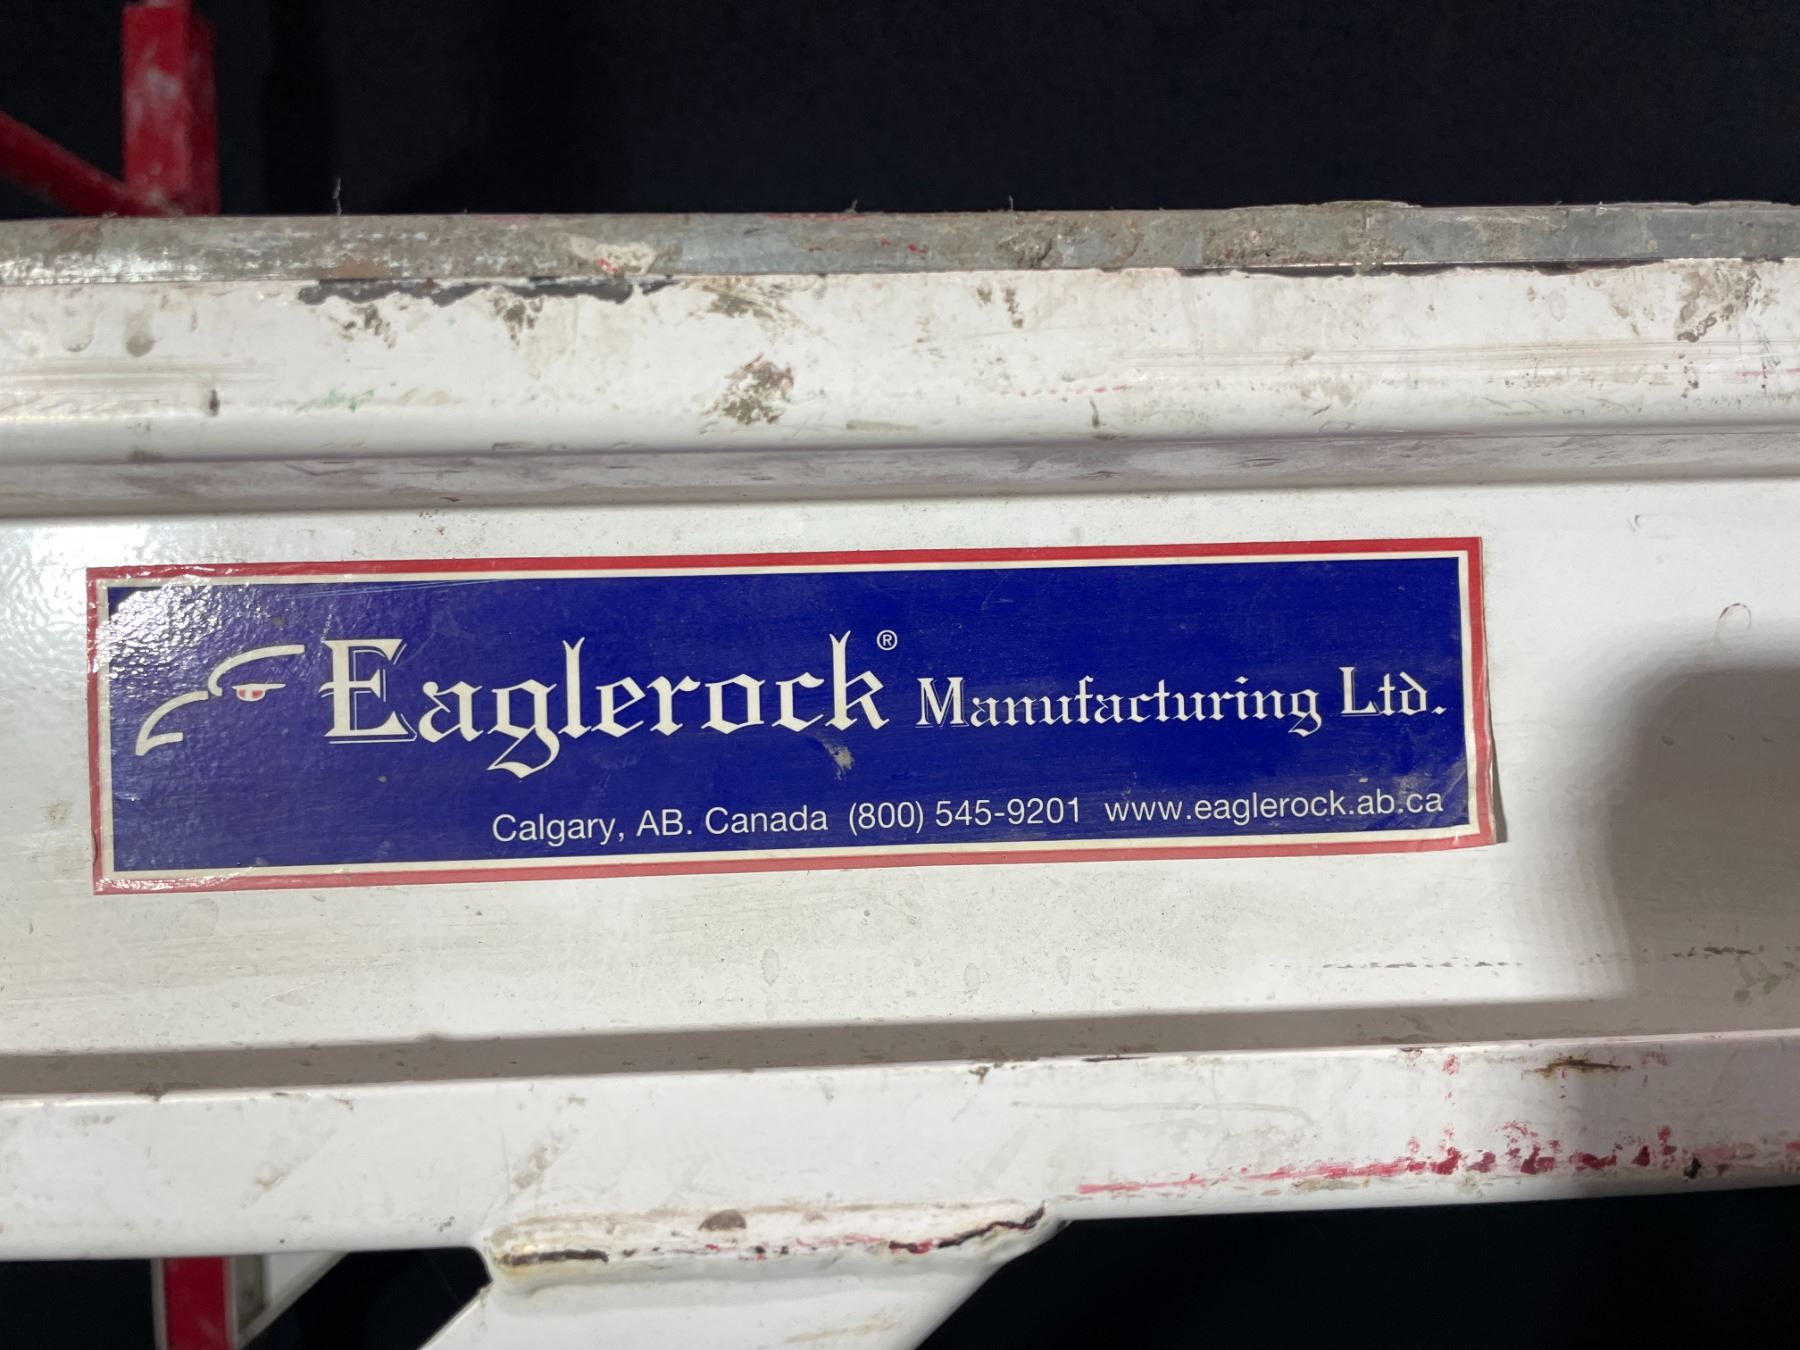 Eaglerock® Manufacturing Ltd.
Calgary, AB. Canada (800) 545-9201 www.eaglerock.ab.ca